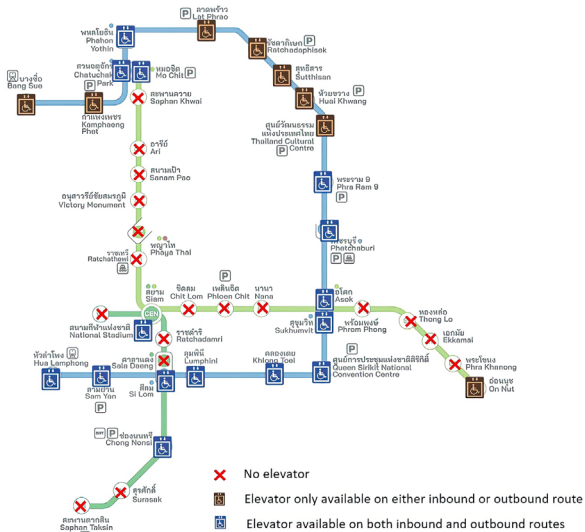 P
ลาดพร้าว
Lat Phrao
พหลโยธิน
Phahon
Yothin
รัชดาภิเษก
Ratchadaphisek
P
สวนจตุจักร
Chatuchak
Park
P
หมอชิต
Mo Chit
P
สุทธิสาร
Sutthisan
บางซื่อ
Bang Sue
สะพานควาย
Saphan Khwai
ห้วยขวาง
Huai Khwang
P
กำแพงเพชร
Kamphaeng
Phet
ศูนย์วัฒนธรรม
แห่งประเทศไทย
Thailand Cultural
Centre
P
อารีย์
Ari
สนามเป้า
Sanam Pao
พระราม 9
Phra Ram 9
P
อนุสาวรีย์ชัยสมรภูมิ
Victory Monument
พญาไท
Phaya Thai
เพชรบุรี
Phetchaburi
P
ราชเทวี
Ratchathewi
สยาม
Siam
CEN
ชิดลม
Chit Lom
P
เพลินจิต
Phloen Chit
นานา
Nana
อโศก
Asok
พร้อมพงษ์
Phrom Phong
ทองหล่อ
Thong Lo
เอกมัย
Ekkamai
พระโขนง
Phra Khanong
อ่อนนุช
On Nut
สนามกีฬาแห่งชาติ
National Stadium
ราชดำริ
Ratchadamri
สุขุมวิท
Sukhumvit
หัวลำโพง
Hua Lamphong
ศาลาแดง
Sala Daeng
ลุมพินี
Lumphini
คลองเตย
Khlong Toei
P
ศูนย์การประชุมแห่งชาติสิริกิติ์
Queen Sirikit National
Convention Centre
สามย่าน
Sam Yan
P
สีลม
Si Lom
BRT
P
ช่องนนทรี
Chong Nonsi
สุรศักดิ์
Surasak
สะพานตากสิน
Saphan Taksin
No elevator
Elevator only available on either inbound or outbound route
Elevator available on both inbound and outbound routes